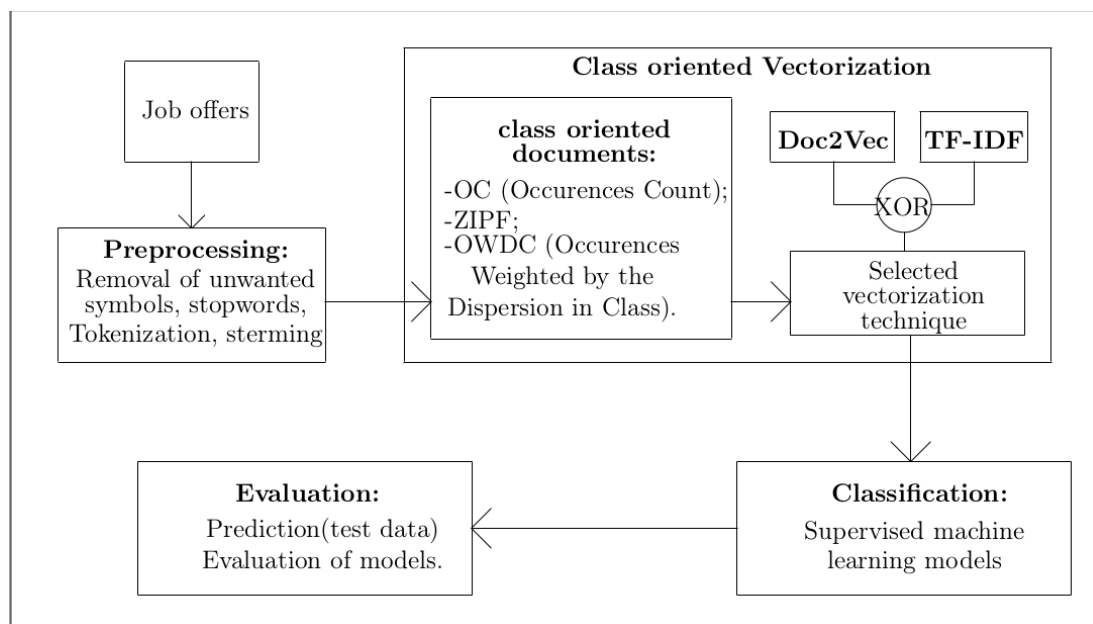 Job offers
Preprocessing:
Removal of unwanted
symbols, stopwords,
Tokenization, sterming
Class oriented Vectorization
class oriented
documents:
-OC (Occurences Count);
-ZIPF;
-OWDC (Occurences
Weighted by the
Dispersion in Class).
Doc2Vec
TF-IDF
XOR
Selected
vectorization
technique
Classification:
Supervised machine
learning models
Evaluation:
Prediction(test data)
Evaluation of models.